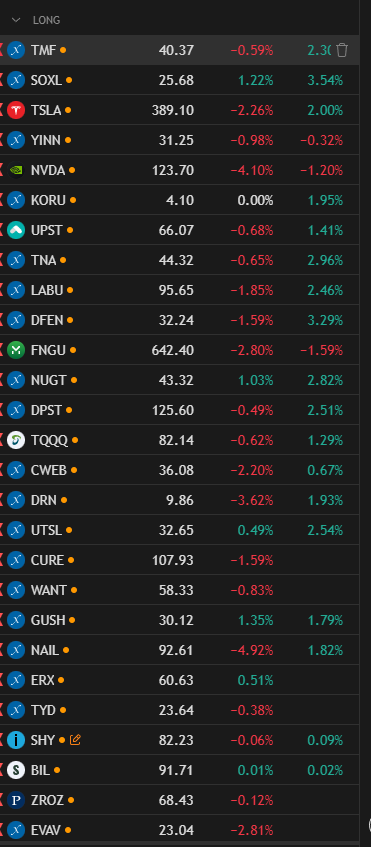 LONG
TMF 40.37 −0.59% 2.3
SOXL 25.68 1.22% 3.54%
TSLA 389.10 −2.26% 2.00%
YINN 31.25 −0.98% −0.32%
NVDA 123.70 −4.10% −1.20%
KORU 4.10 0.00% 1.95%
UPST 66.07 −0.68% 1.41%
TNA 44.32 −0.65% 2.96%
LABU 95.65 −1.85% 2.46%
DFEN 32.24 −1.59% 3.29%
FNGU 642.40 −2.80% −1.59%
NUGT 43.32 1.03% 2.82%
DPST 125.60 −0.49% 2.51%
TQQQ 82.14 −0.62% 1.29%
CWEB 36.08 −2.20% 0.67%
DRN 9.86 −3.62% 1.93%
UTSL 32.65 0.49% 2.54%
CURE 107.93 −1.59%
WANT 58.33 −0.83%
GUSH 30.12 1.35% 1.79%
NAIL 92.61 −4.92% 1.82%
ERX 60.63 0.51%
TYD 23.64 −0.38%
SHY 82.23 −0.06% 0.09%
BIL 91.71 0.01% 0.02%
ZROZ 68.43 −0.12%
EVAV 23.04 −2.81%